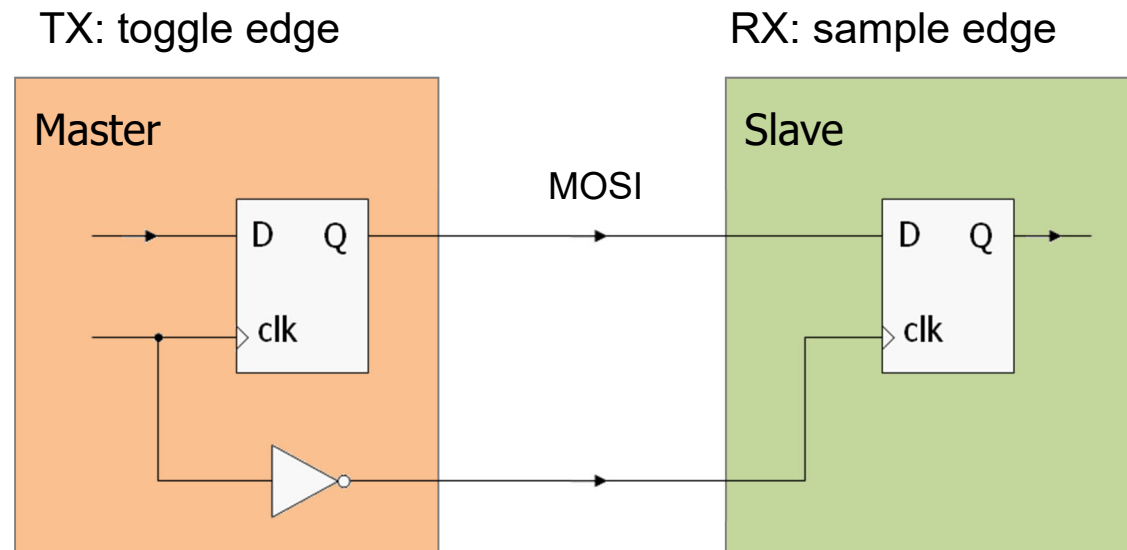 TX: toggle edge
RX: sample edge
Master
Slave
MOSI
D Q
clk
D Q
clk